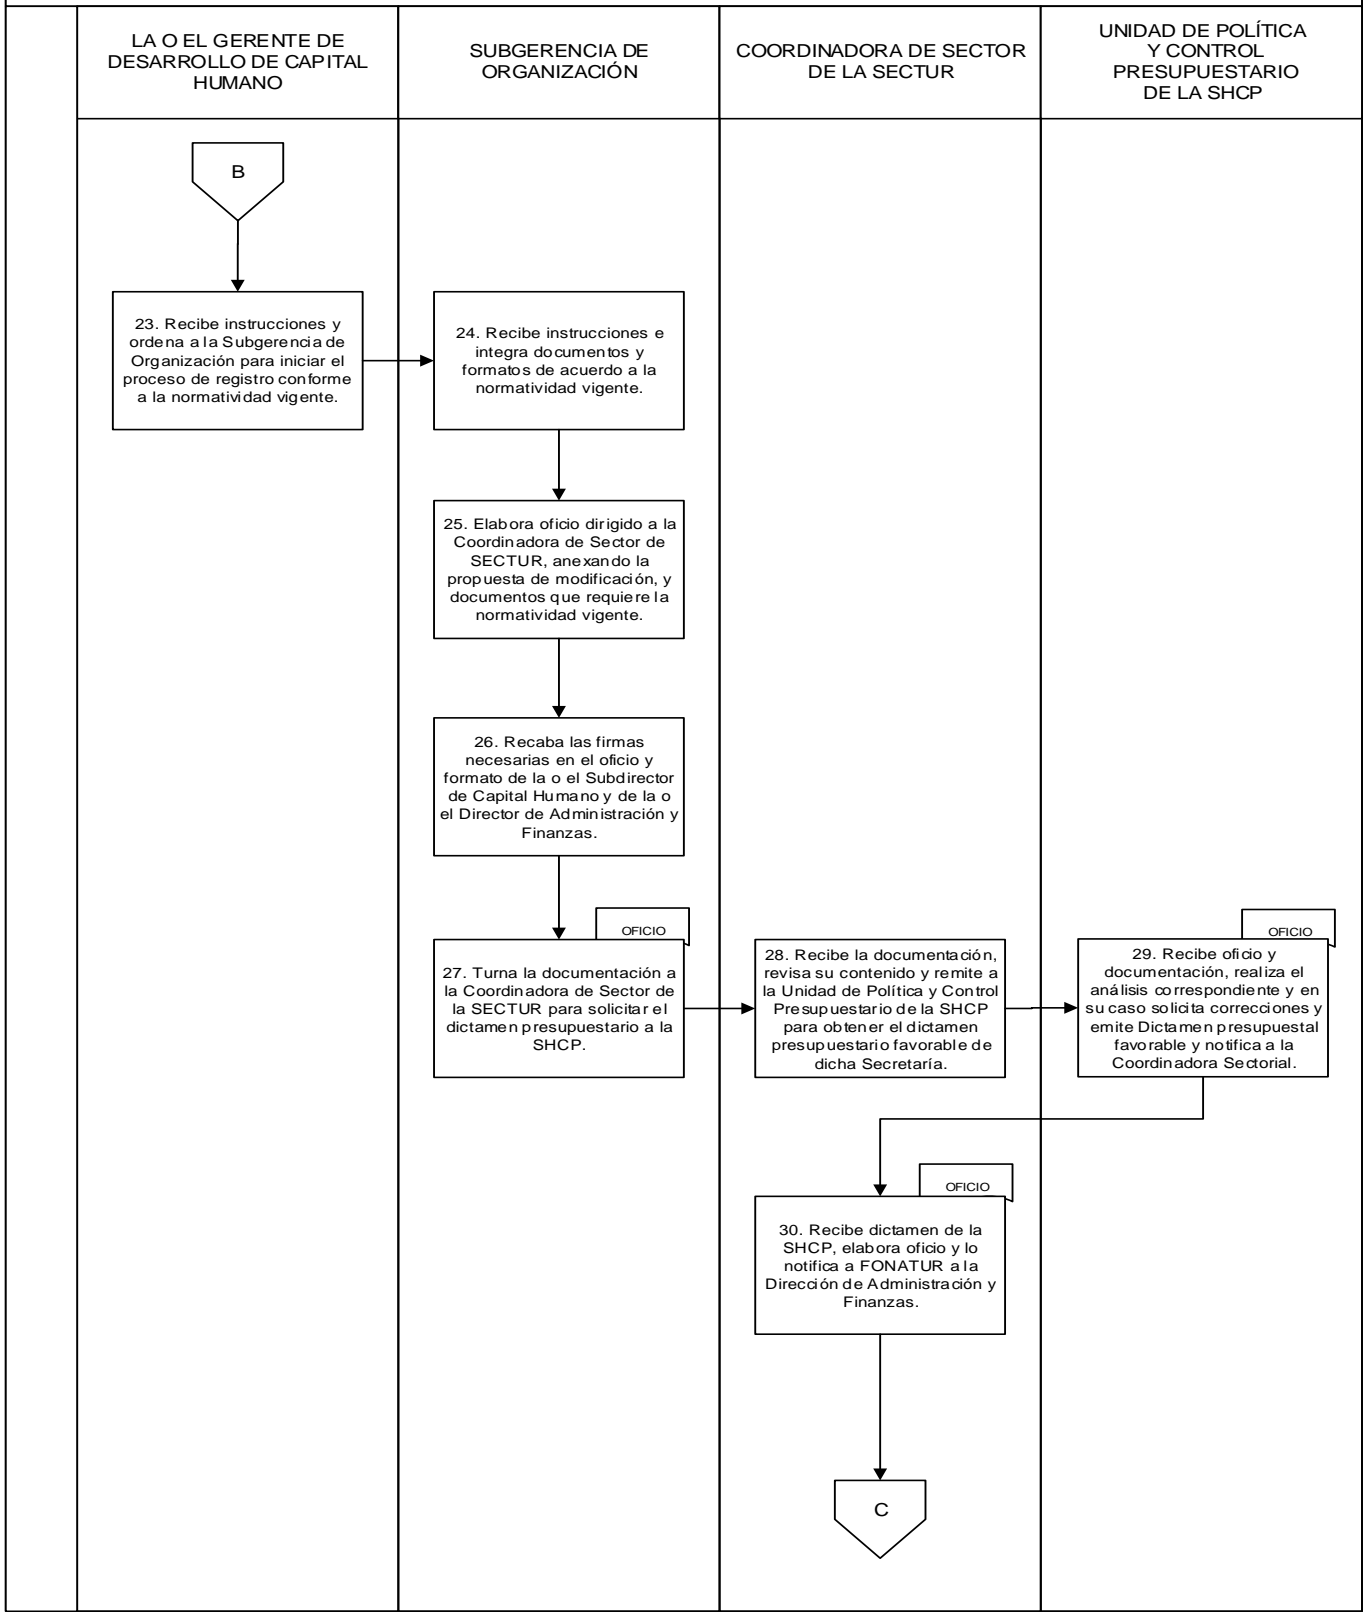 LA O EL GERENTE DE
DESARROLLO DE CAPITAL
HUMANO
SUBGERENCIA DE
ORGANIZACIÓN
COORDINADORA DE SECTOR
DE LA SECTUR
UNIDAD DE POLÍTICA
Y CONTROL
PRESUPUESTARIO
DE LA SHCP
B
23. Recibe instrucciones y
ordena a la Subgerencia de
Organización para iniciar el
proceso de registro conforme
a la normatividad vigente.
24. Recibe instrucciones e
integra documentos y
formatos de acuerdo a la
normatividad vigente.
25. Elabora oficio dirigido a la
Coordinadora de Sector de
SECTUR, anexando la
propuesta de modificación, y
documentos que requiere la
normatividad vigente.
26. Recaba las firmas
necesarias en el oficio y
formato de la o el Subdirector
de Capital Humano y de la o
el Director de Administración y
Finanzas.
OFICIO
27. Turna la documentación a
la Coordinadora de Sector de
la SECTUR para solicitar el
dictamen presupuestario a la
SHCP.
28. Recibe la documentación,
revisa su contenido y remite a
la Unidad de Política y Control
Presupuestario de la SHCP
para obtener el dictamen
presupuestario favorable de
dicha Secretaría.
OFICIO
29. Recibe oficio y
documentación, realiza el
análisis correspondiente y en
su caso solicita correcciones y
emite Dictamen presupuestal
favorable y notifica a la
Coordinadora Sectorial.
OFICIO
30. Recibe dictamen de la
SHCP, elabora oficio y lo
notifica a FONATUR a la
Dirección de Administración y
Finanzas.
C